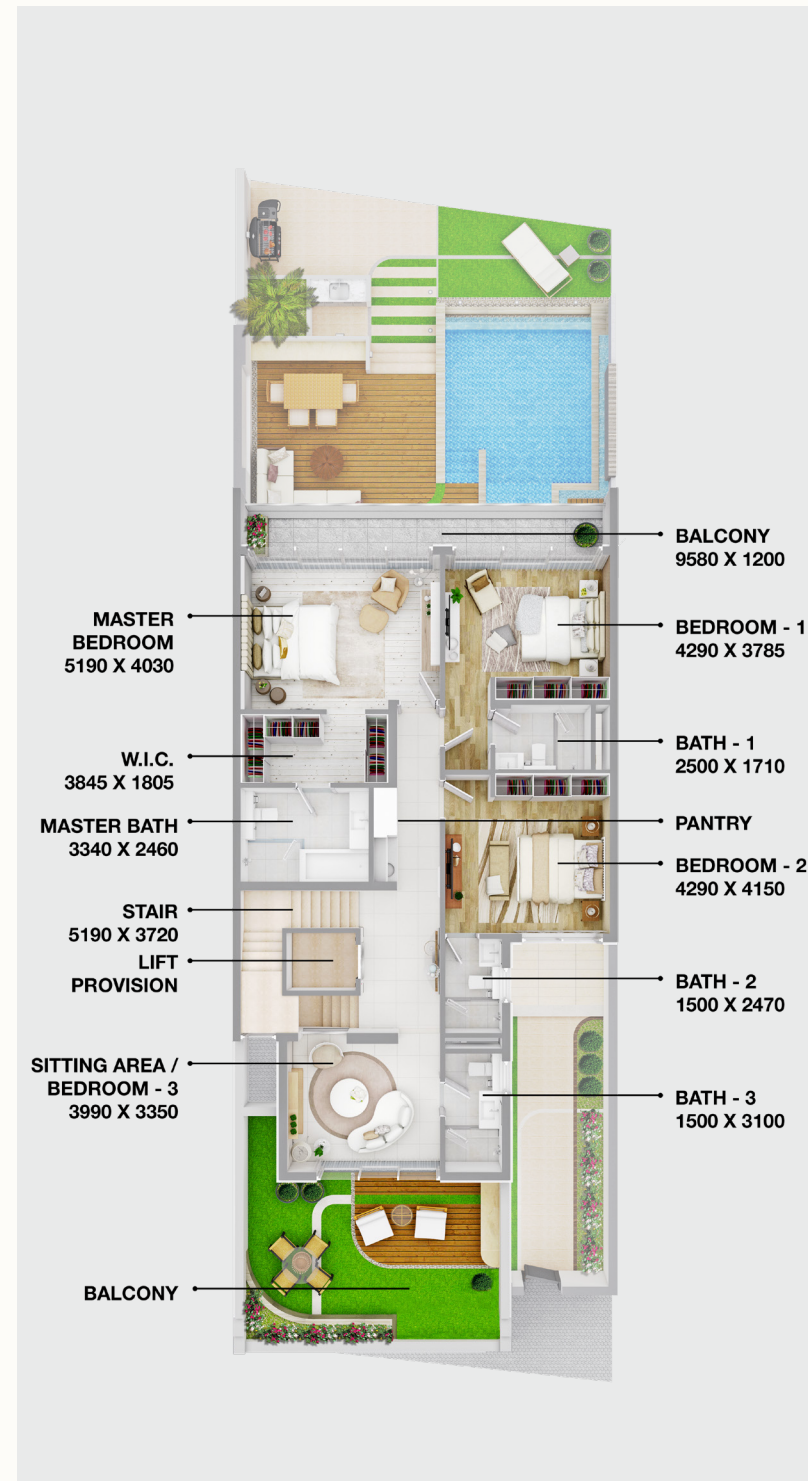 MASTER
BEDROOM
5190 X 4030
W.I.C.
3845 X 1805
MASTER BATH
3340 X 2460
STAIR
5190 X 3720
LIFT
PROVISION
SITTING AREA /
BEDROOM - 3
3990 X 3350
BALCONY
BALCONY
9580 X 1200
BEDROOM - 1
4290 X 3785
BATH - 1
2500 X 1710
PANTRY
BEDROOM - 2
4290 X 4150
BATH - 2
1500 X 2470
BATH - 3
1500 X 3100